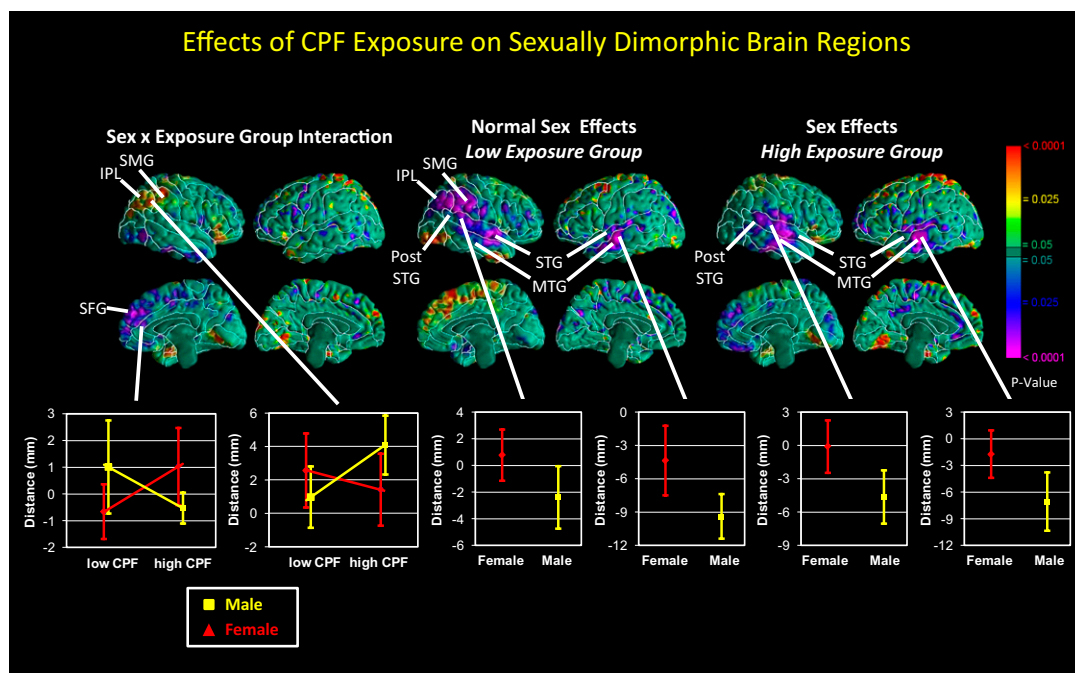 Effects of CPF Exposure on Sexually Dimorphic Brain Regions
Sex x Exposure Group Interaction
Normal Sex Effects
Low Exposure Group
Sex Effects
High Exposure Group
SMG
IPL
SFG
SMG
IPL
Post
STG
STG
MTG
Post
STG
STG
MTG
< 0.0001
= 0.025
= 0.05
= 0.05
= 0.025
< 0.0001
P-Value
Distance (mm)
3
2
1
0
-1
-2
low CPF high CPF
Distance (mm)
6
4
2
0
-2
low CPF high CPF
Distance (mm)
4
2
0
-2
-4
-6
Female Male
Distance (mm)
0
-3
-6
-9
-12
Female Male
Distance (mm)
3
0
-3
-6
-9
Female Male
Distance (mm)
3
0
-3
-6
-9
-12
Female Male
Male
Female